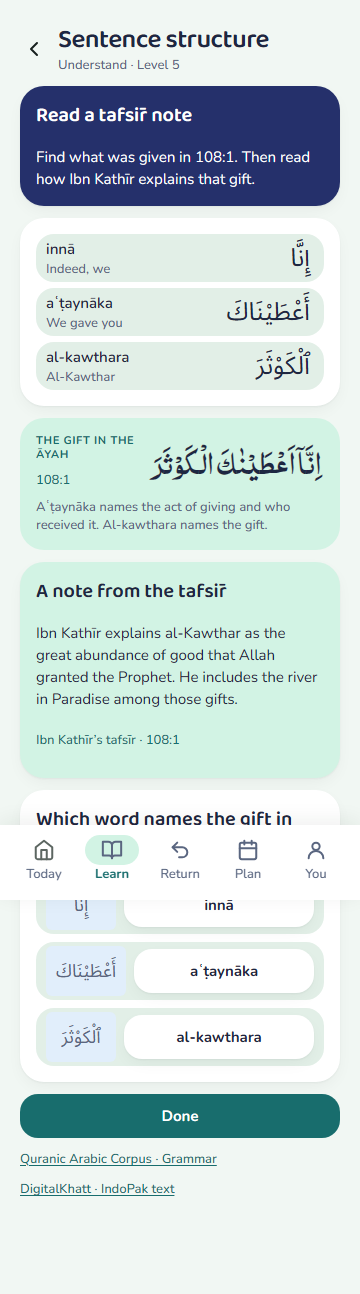 Sentence structure
Understand · Level 5
Read a tafsīr note
Find what was given in 108:1. Then read
how Ibn Kathīr explains that gift.
innā
إِنَّا
Indeed, we
aʿṭaynāka
أَعْطَيْنَاكَ
We gave you
al-kawthara
ٱلْكَوْثَرَ
Al-Kawthar
THE GIFT IN THE
ĀYAH
108:1
اِنَّاۤ اَعْطَيْنٰكَ الْكَوْثَرَ
Aʿṭaynāka names the act of giving and who
received it. Al-kawthara names the gift.
A note from the tafsīr
Ibn Kathīr explains al-Kawthar as the
great abundance of good that Allah
granted the Prophet. He includes the river
in Paradise among those gifts.
Ibn Kathīr’s tafsīr · 108:1
Which word names the gift in
Today
Learn
Return
Plan
You
إِنَّا
innā
أَعْطَيْنَاكَ
aʿṭaynāka
ٱلْكَوْثَرَ
al-kawthara
Done
Quranic Arabic Corpus · Grammar
DigitalKhatt · IndoPak text